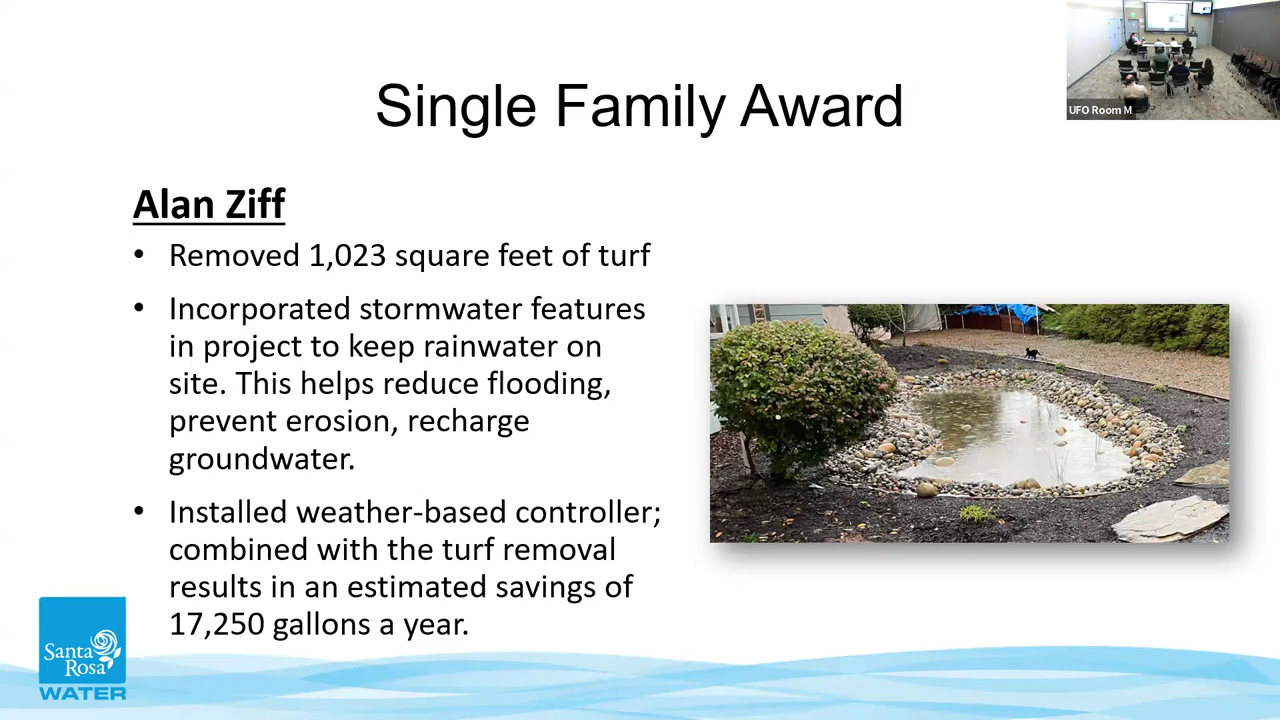 UFO Room M
Single Family Award
Alan Ziff
• Removed 1,023 square feet of turf
• Incorporated stormwater features
in project to keep rainwater on
site. This helps reduce flooding,
prevent erosion, recharge
groundwater.
• Installed weather-based controller;
combined with the turf removal
results in an estimated savings of
17,250 gallons a year.
Santa
Rosa
WATER